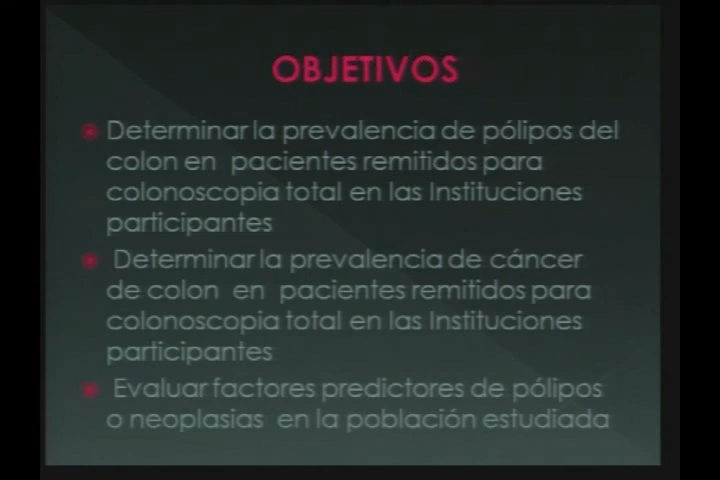 OBJETIVOS
Determinar la prevalencia de pólipos del
colon en pacientes remitidos para
colonoscopia total en las Instituciones
participantes
Determinar la prevalencia de cáncer
de colon en pacientes remitidos para
colonoscopia total en las Instituciones
participantes
Evaluar factores predictores de pólipos
o neoplasias en la población estudiada